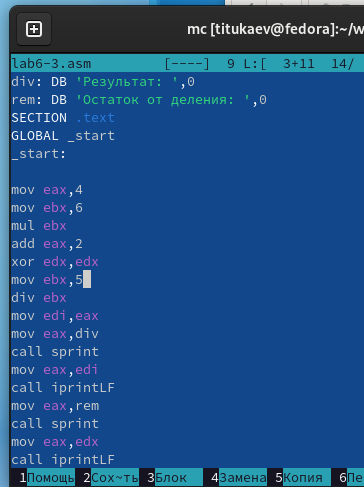 mc [titukaev@fedora]:~/w
lab6-3.asm [----] 9 L:[ 3+11 14/
div: DB 'Результат: ',0
rem: DB 'Остаток от деления: ',0
SECTION .text
GLOBAL _start
_start:
mov eax,4
mov ebx,6
mul ebx
add eax,2
xor edx,edx
mov ebx,5
div ebx
mov edi,eax
mov eax,div
call sprint
mov eax,edi
call iprintLF
mov eax,rem
call sprint
mov eax,edx
call iprintLF
1Помощь 2Сох~ть 3Блок 4Замена 5Копия 6Пе